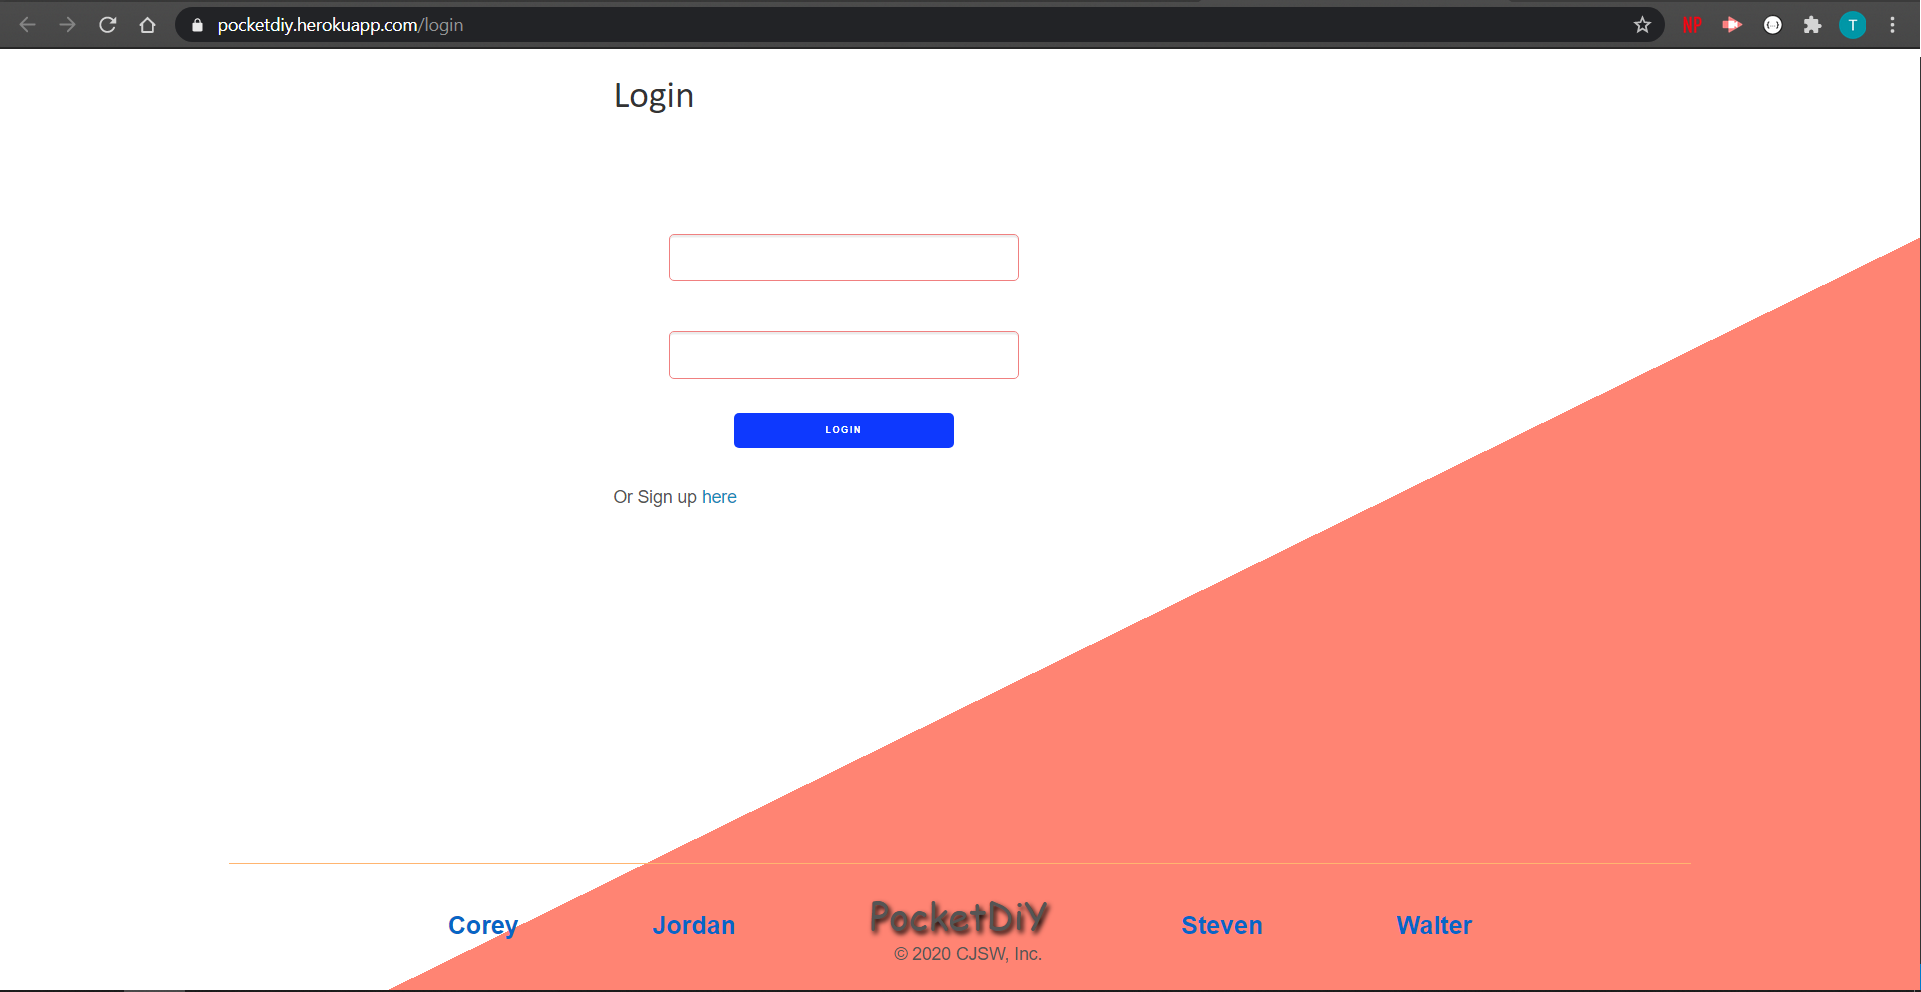 pocketdiy.herokuapp.com/login
NP
T
Login
LOGIN
Or Sign up here
Corey
Jordan
PocketDiY
Steven
Walter
© 2020 CJSW, Inc.